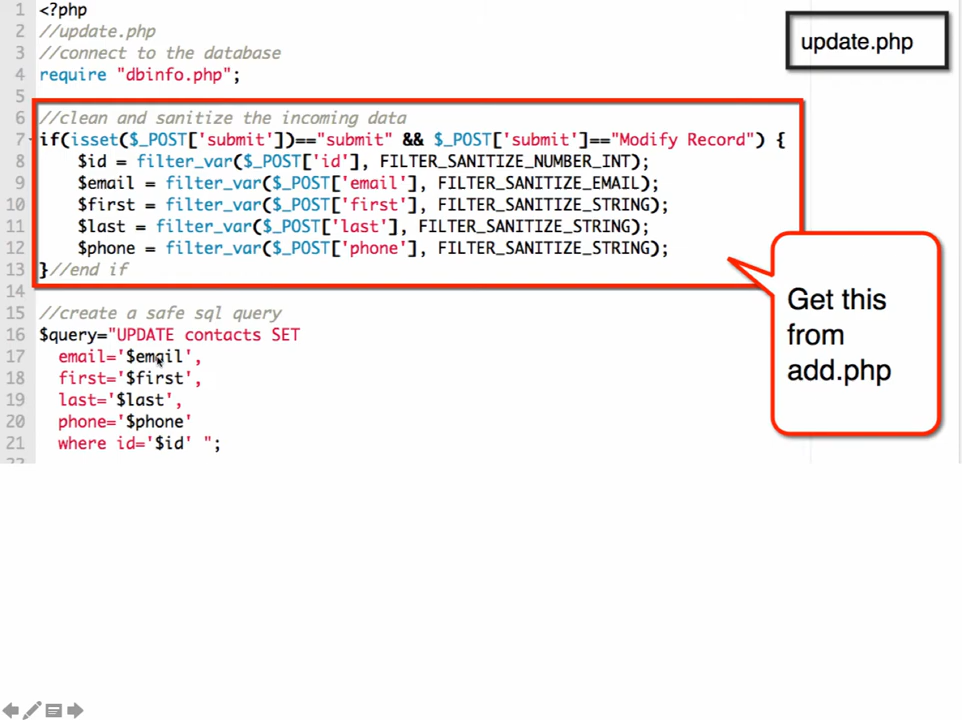 1 <?php
2 //update.php
3 //connect to the database
4 require "dbinfo.php";
5
6 //clean and sanitize the incoming data
7 if(isset($_POST['submit'])=="submit" && $_POST['submit']=="Modify Record") {
8 $id = filter_var($_POST['id'], FILTER_SANITIZE_NUMBER_INT);
9 $email = filter_var($_POST['email'], FILTER_SANITIZE_EMAIL);
10 $first = filter_var($_POST['first'], FILTER_SANITIZE_STRING);
11 $last = filter_var($_POST['last'], FILTER_SANITIZE_STRING);
12 $phone = filter_var($_POST['phone'], FILTER_SANITIZE_STRING);
13 }//end if
14
15 //create a safe sql query
16 $query="UPDATE contacts SET
17 email='$email',
18 first='$first',
19 last='$last',
20 phone='$phone'
21 where id='$id' ";
22
update.php
Get this
from
add.php